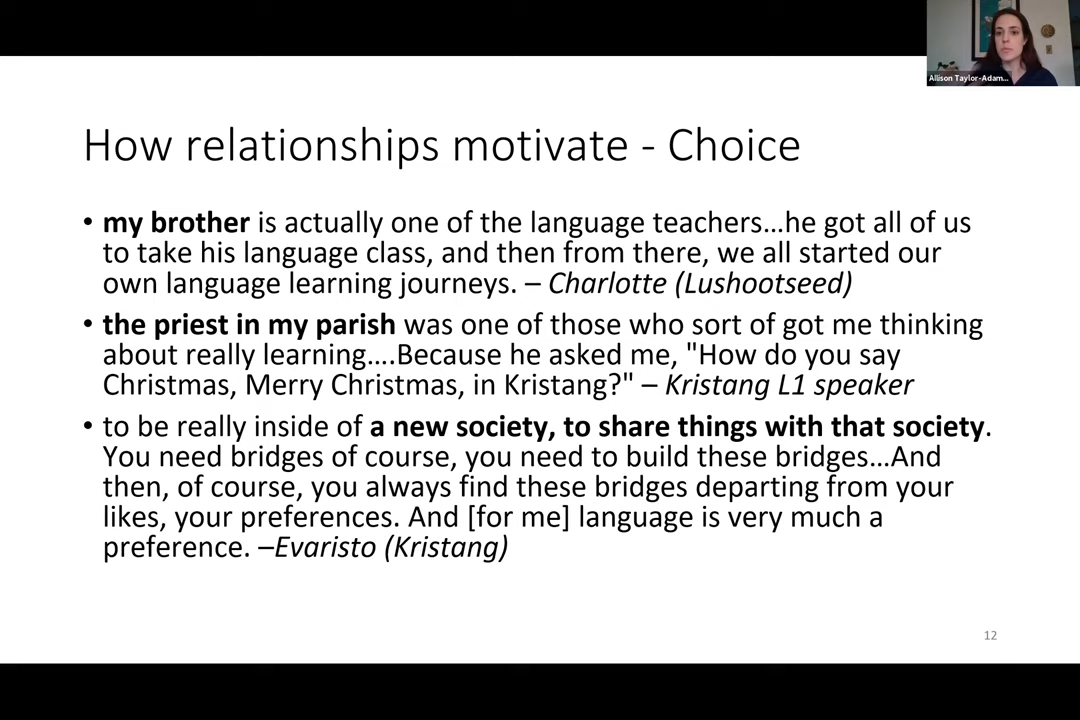 Allison Taylor-Adam...
How relationships motivate - Choice
• my brother is actually one of the language teachers…he got all of us
to take his language class, and then from there, we all started our
own language learning journeys. – Charlotte (Lushootseed)
• the priest in my parish was one of those who sort of got me thinking
about really learning….Because he asked me, "How do you say
Christmas, Merry Christmas, in Kristang?" – Kristang L1 speaker
• to be really inside of a new society, to share things with that society.
You need bridges of course, you need to build these bridges…And
then, of course, you always find these bridges departing from your
likes, your preferences. And [for me] language is very much a
preference. –Evaristo (Kristang)
12